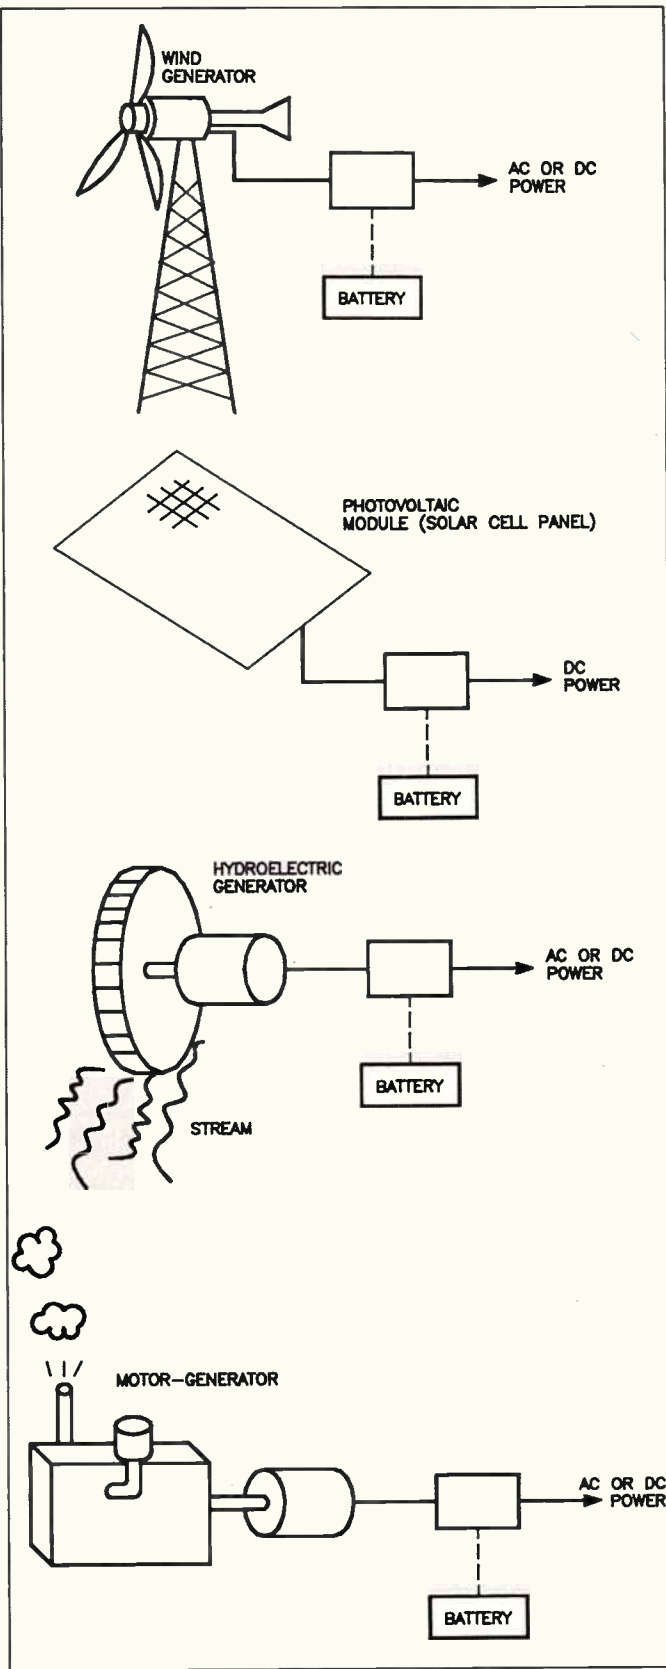 WIND
GENERATOR
AC OR DC
POWER
BATTERY
PHOTOVOLTAIC
MODULE (SOLAR CELL PANEL)
DC
POWER
BATTERY
HYDROELECTRIC
GENERATOR
AC OR DC
POWER
BATTERY
STREAM
MOTOR-GENERATOR
AC OR DC
POWER
BATTERY